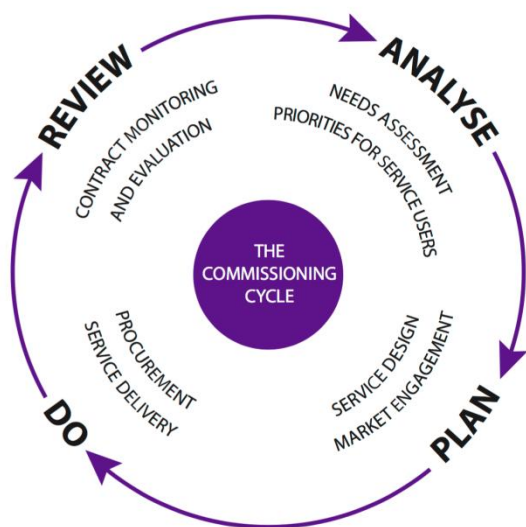 REVIEW
CONTRACT MONITORING
AND EVALUATION
ANALYSE
NEEDS ASSESSMENT
PRIORITIES FOR SERVICE USERS
THE
COMMISSIONING
CYCLE
DO
PROCUREMENT
SERVICE DELIVERY
PLAN
SERVICE DESIGN
MARKET ENGAGEMENT